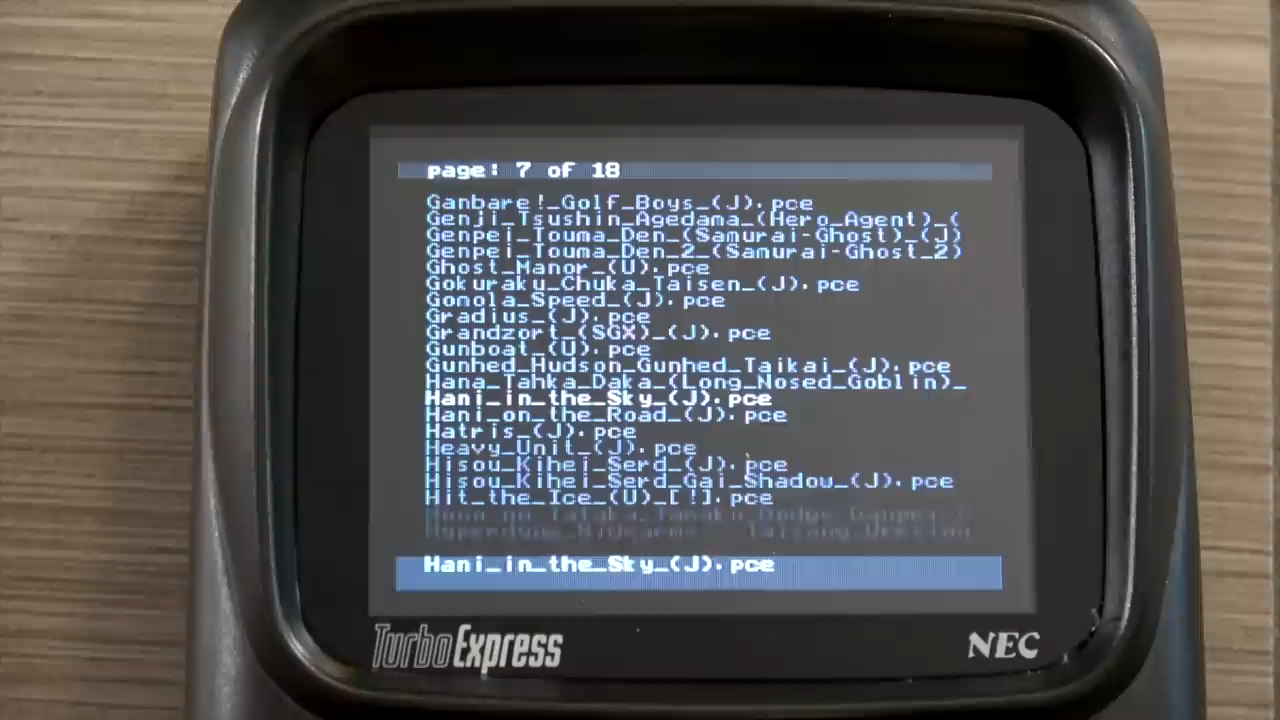 page: 7 of 18
Ganbare!_Golf_Boys_(J).pce
Genji_Tsushin_Agedama_(Hero_Agent)_(
Genpei_Touma_Den_(Samurai-Ghost)_(J)
Genpei_Touma_Den_2_(Samurai-Ghost_2)
Ghost_Manor_(U).pce
Gokuraku_Chuka_Taisen_(J).pce
Gomola_Speed_(J).pce
Gradius_(J).pce
Grandzort_(SGX)_(J).pce
Gunboat_(U).pce
Gunhed_Hudson_Gunhed_Taikai_(J).pce
Hana_Tahka_Daka_(Long_Nosed_Goblin)_
Hani_in_the_Sky_(J).pce
Hani_on_the_Road_(J).pce
Hatris_(J).pce
Heavy_Unit_(J).pce
Hisou_Kihei_Serd_(J).pce
Hisou_Kihei_Serd_Gai_Shadou_(J).pce
Hit_the_Ice_(U)_[!].pce
Hani_in_the_Sky_(J).pce
TurboExpress NEC